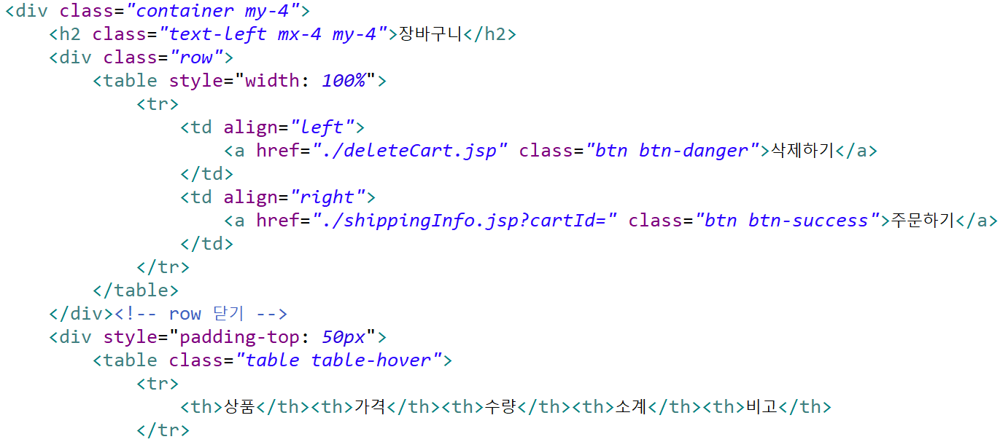 <div class="container my-4">
<h2 class="text-left mx-4 my-4">장바구니</h2>
<div class="row">
<table style="width: 100%">
<tr>
<td align="left">
<a href="./deleteCart.jsp" class="btn btn-danger">삭제하기</a>
</td>
<td align="right">
<a href="./shippingInfo.jsp?cartId=" class="btn btn-success">주문하기</a>
</td>
</tr>
</table>
</div><!-- row 닫기 -->
<div style="padding-top: 50px">
<table class="table table-hover">
<tr>
<th>상품</th><th>가격</th><th>수량</th><th>소계</th><th>비고</th>
</tr>